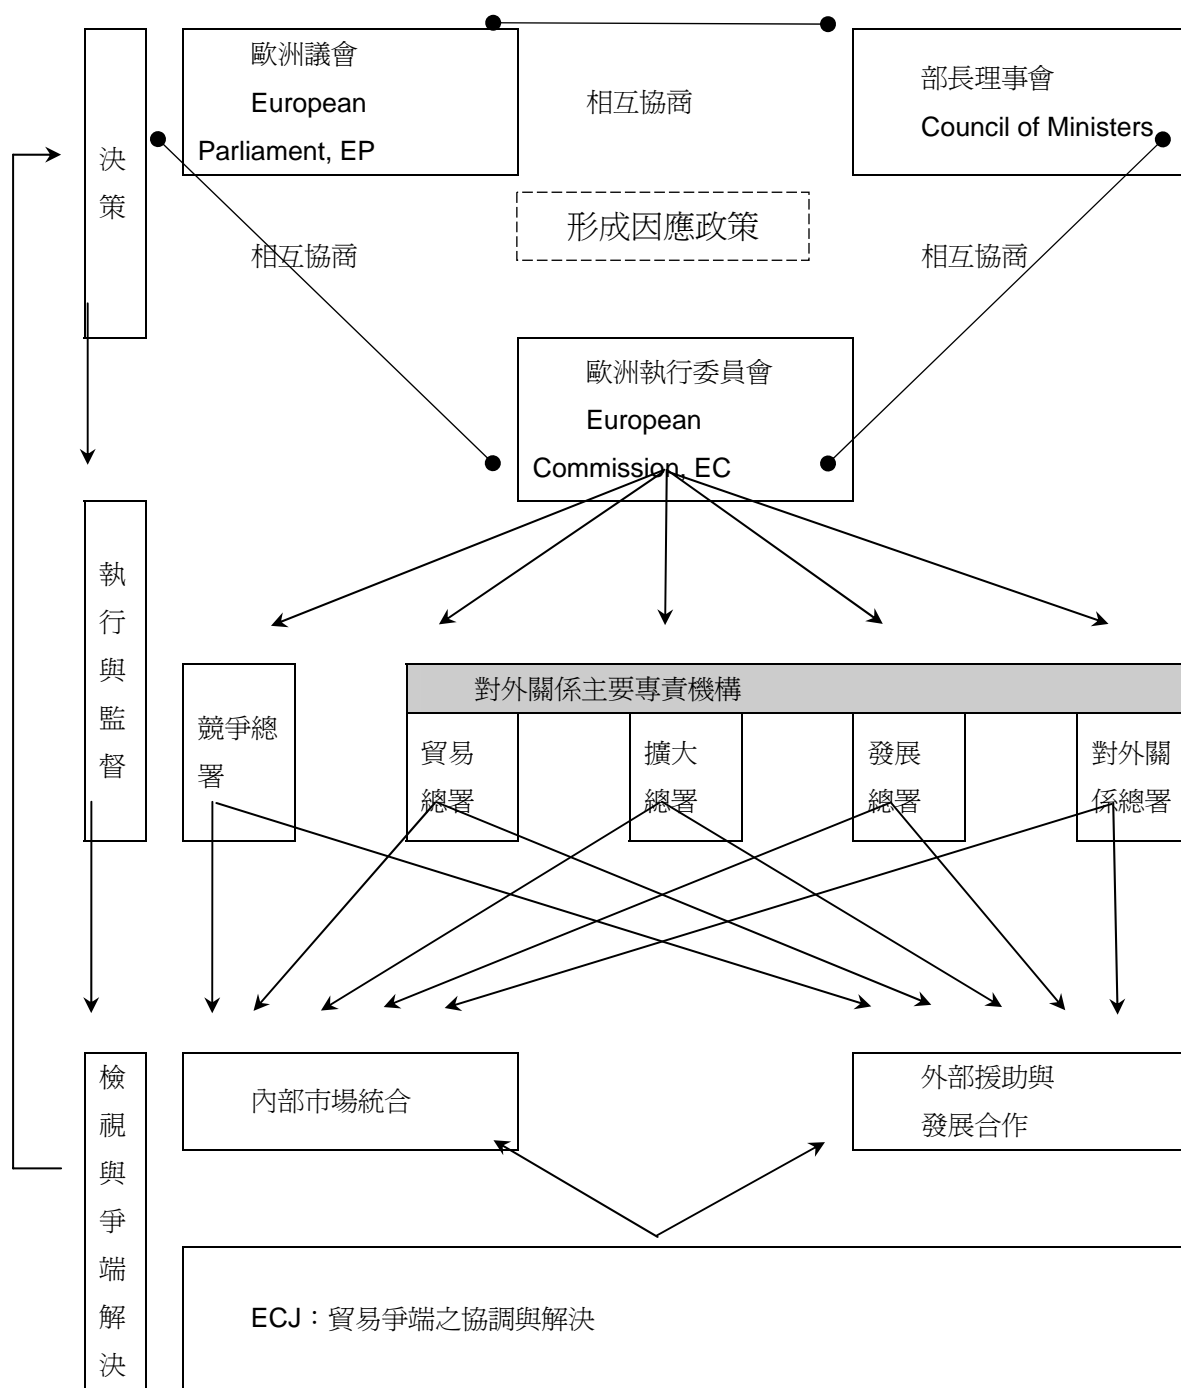 歐洲議會
European
Parliament, EP
相互協商
部長理事會
Council of Ministers
決
策
形成因應政策
相互協商
相互協商
歐洲執行委員會
European
Commission, EC
執
行
與
監
督
對外關係主要專責機構
競爭總
署
貿易
總署
擴大
總署
發展
總署
對外關
係總署
檢
視
與
爭
端
解
決
內部市場統合
外部援助與
發展合作
ECJ：貿易爭端之協調與解決